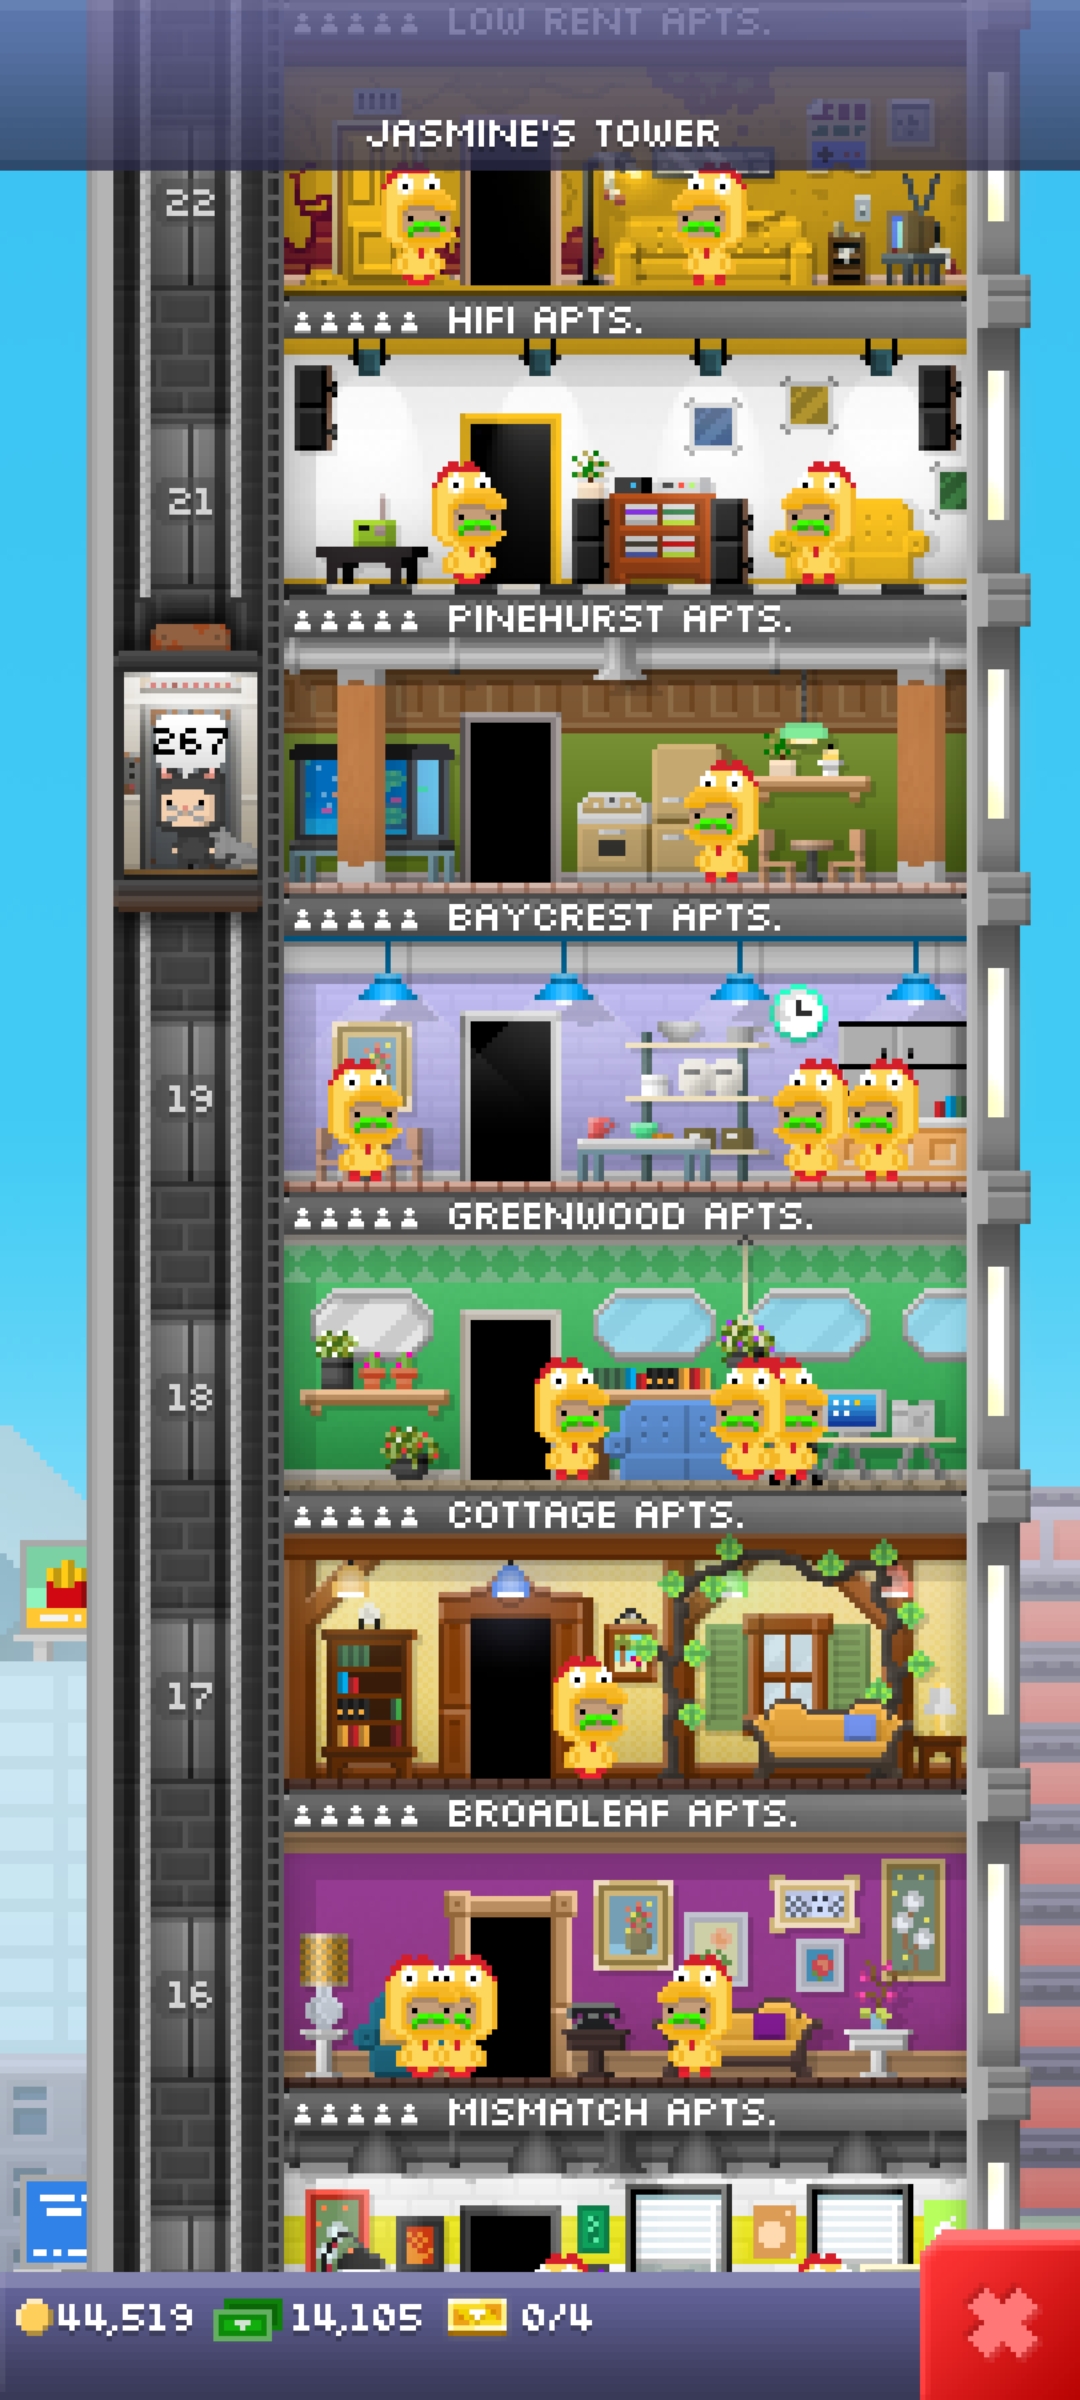 LOW RENT APTS.
JASMINE'S TOWER
22
HIFI APTS.
21
PINEHURST APTS.
267
BAYCREST APTS.
19
GREENWOOD APTS.
18
COTTAGE APTS.
17
BROADLEAF APTS.
16
MISMATCH APTS.
44,519 14,105 0/4